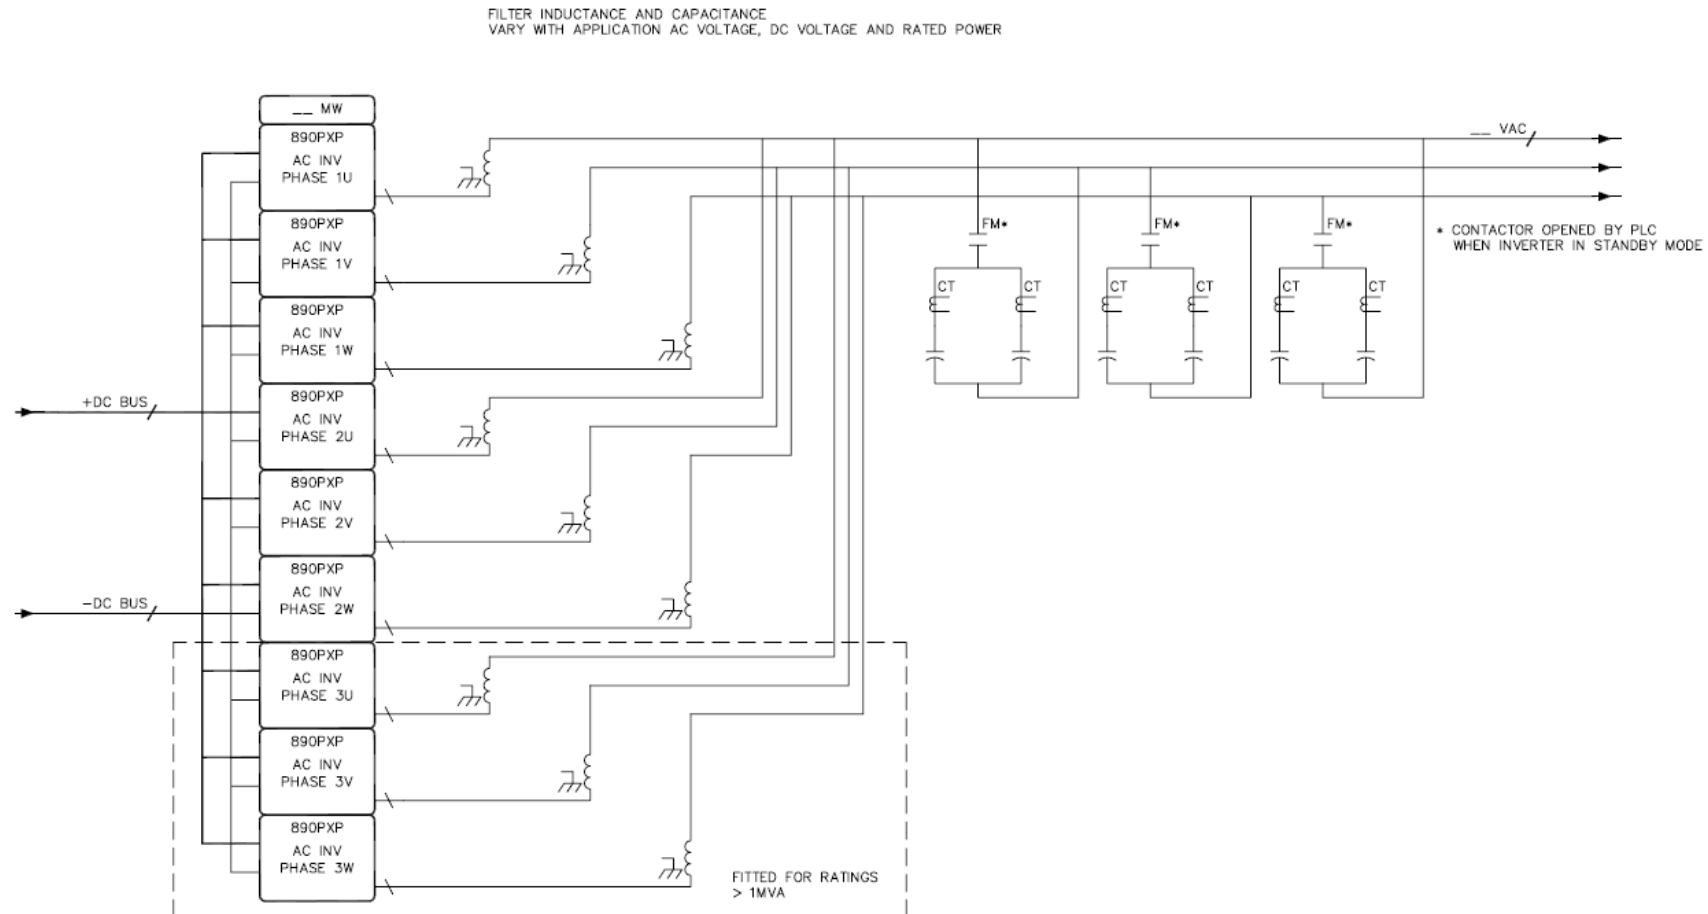 FILTER INDUCTANCE AND CAPACITANCE
VARY WITH APPLICATION AC VOLTAGE, DC VOLTAGE AND RATED POWER
__ MW
890PXP
AC INV
PHASE 1U
__ VAC
890PXP
AC INV
PHASE 1V
FM*
FM*
FM*
* CONTACTOR OPENED BY PLC
WHEN INVERTER IN STANDBY MODE
CT
CT
CT
CT
CT
CT
890PXP
AC INV
PHASE 1W
+DC BUS
890PXP
AC INV
PHASE 2U
890PXP
AC INV
PHASE 2V
-DC BUS
890PXP
AC INV
PHASE 2W
890PXP
AC INV
PHASE 3U
890PXP
AC INV
PHASE 3V
890PXP
AC INV
PHASE 3W
FITTED FOR RATINGS
> 1MVA